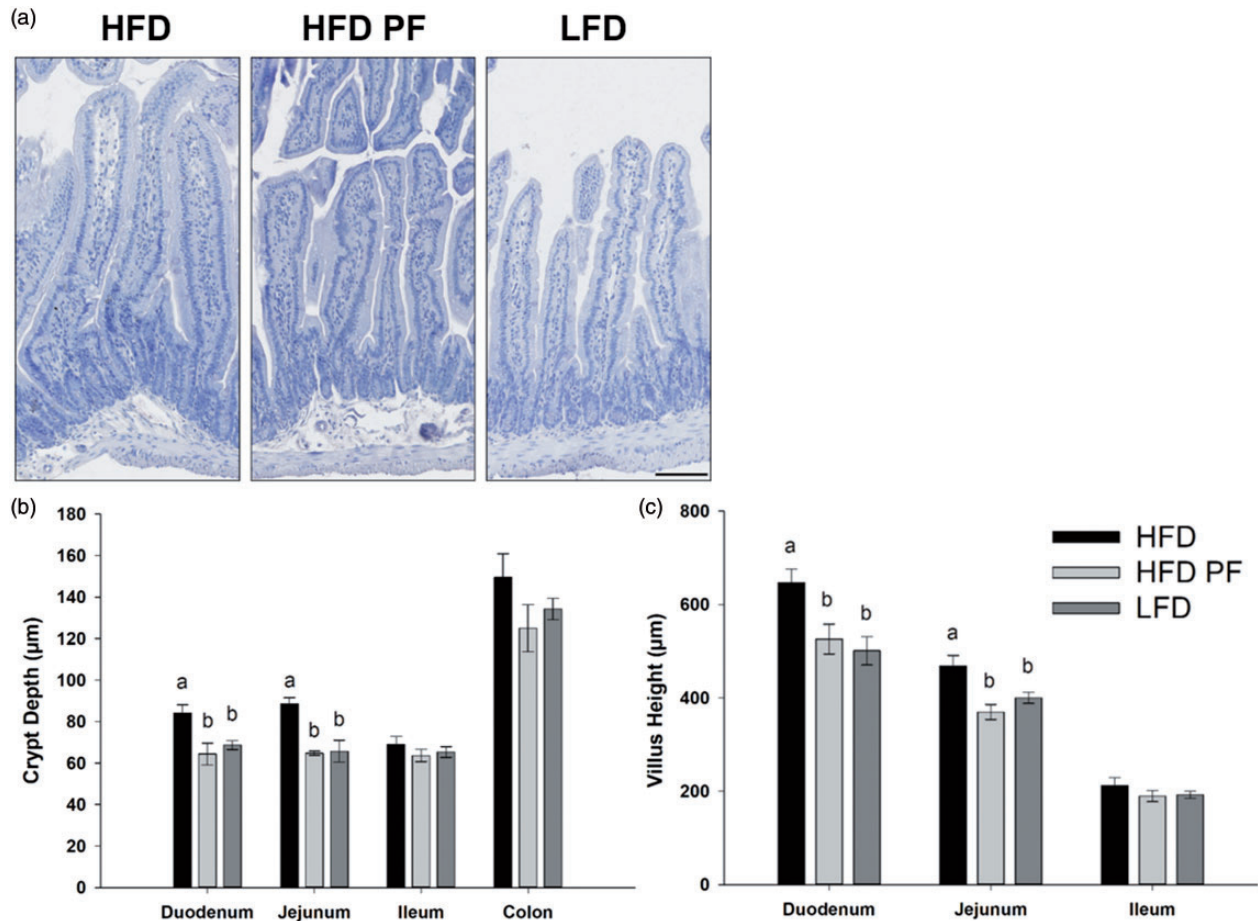 (a)
HFD
HFD PF
LFD
(b)
180
160
140
120
100
80
60
40
20
0
Crypt Depth (µm)
a
b
b
a
b
b
Duodenum
Jejunum
Ileum
Colon
(c)
800
600
400
200
0
Villus Height (µm)
a
b
b
a
b
b
HFD
HFD PF
LFD
Duodenum
Jejunum
Ileum